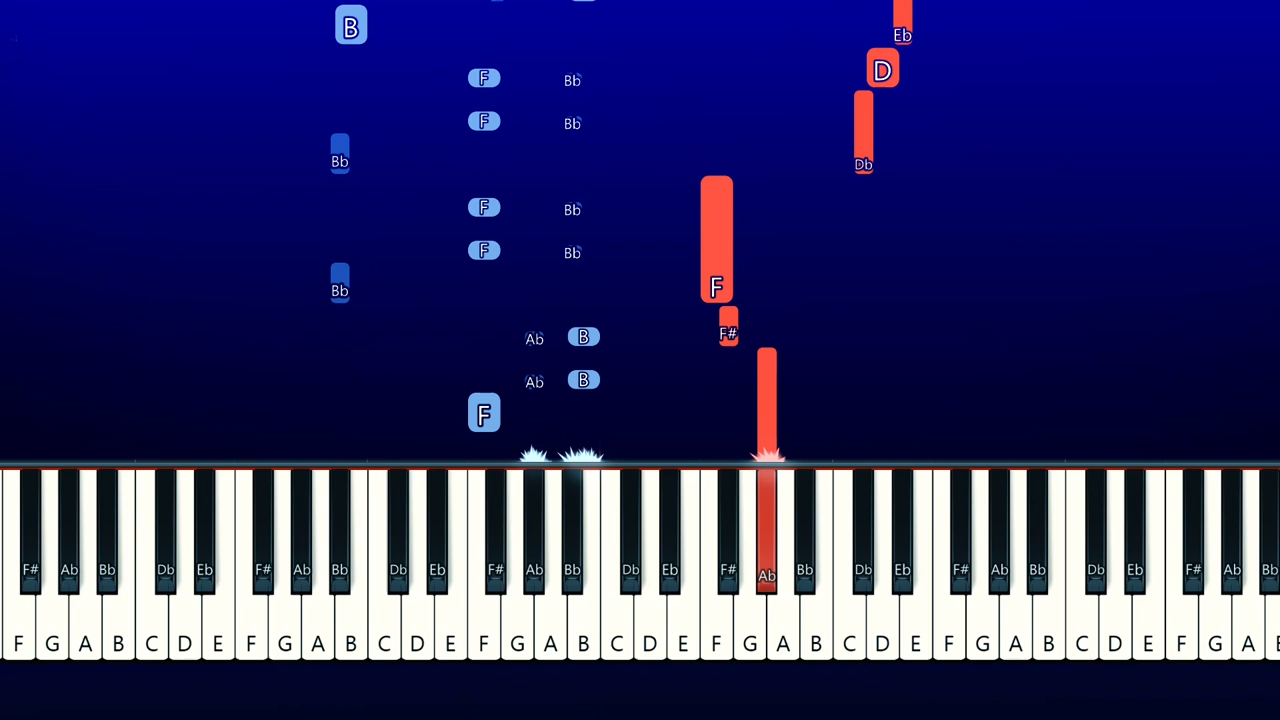 Eb
B
D
F Bb
F Bb
Bb Db
F Bb
F Bb
Bb F
Ab B F#
Ab B
F
F# Ab Bb Db Eb F# Ab Bb Db Eb F# Ab Bb Db Eb F# Ab Bb Db Eb F# Ab Bb Db Eb F# Ab Bb
F G A B C D E F G A B C D E F G A B C D E F G A B C D E F G A B C D E F G A